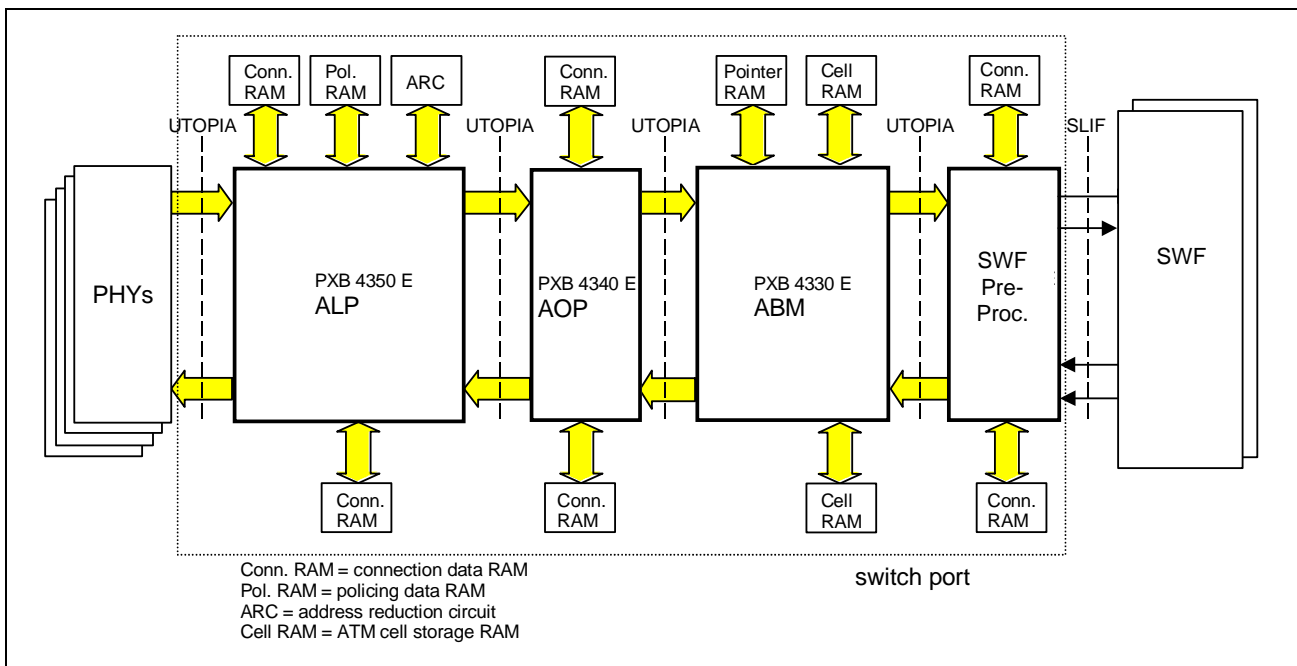 Conn.
RAM
Pol.
RAM
ARC
Conn.
RAM
Pointer
RAM
Cell
RAM
Conn.
RAM
UTOPIA
UTOPIA
UTOPIA
UTOPIA
SLIF
PHYs
PXB 4350 E
ALP
PXB 4340 E
AOP
PXB 4330 E
ABM
SWF
Pre-
Proc.
SWF
Conn.
RAM
Conn.
RAM
Cell
RAM
Conn.
RAM
switch port
Conn. RAM = connection data RAM
Pol. RAM = policing data RAM
ARC = address reduction circuit
Cell RAM = ATM cell storage RAM